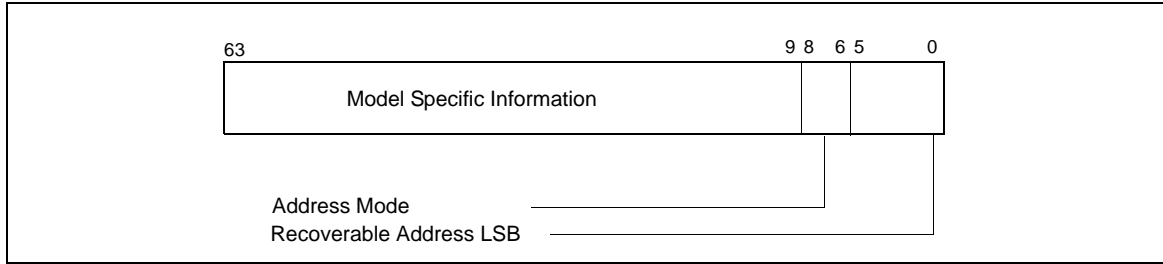 63 9 8 6 5 0
Model Specific Information
Address Mode
Recoverable Address LSB